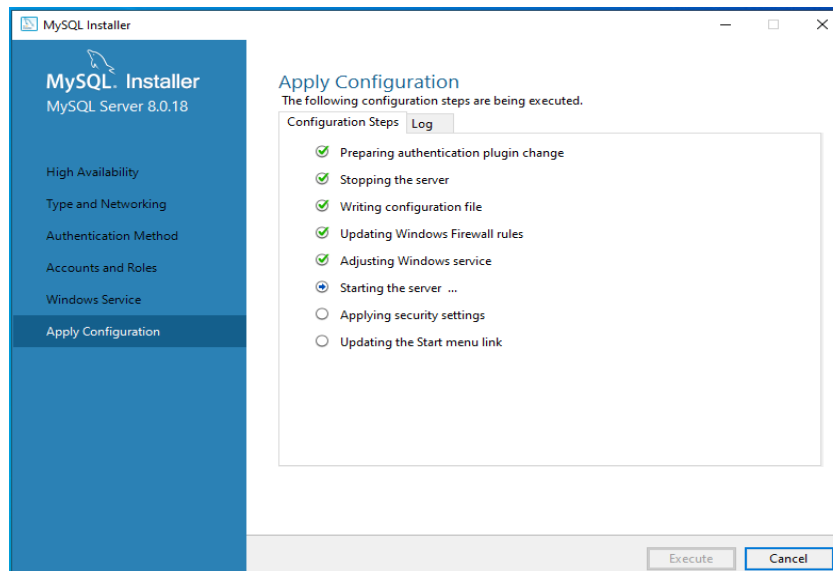 MySQL Installer
MySQL. Installer
MySQL Server 8.0.18
High Availability
Type and Networking
Authentication Method
Accounts and Roles
Windows Service
Apply Configuration
Apply Configuration
The following configuration steps are being executed.
Configuration Steps Log
Preparing authentication plugin change
Stopping the server
Writing configuration file
Updating Windows Firewall rules
Adjusting Windows service
Starting the server ...
Applying security settings
Updating the Start menu link
Execute Cancel